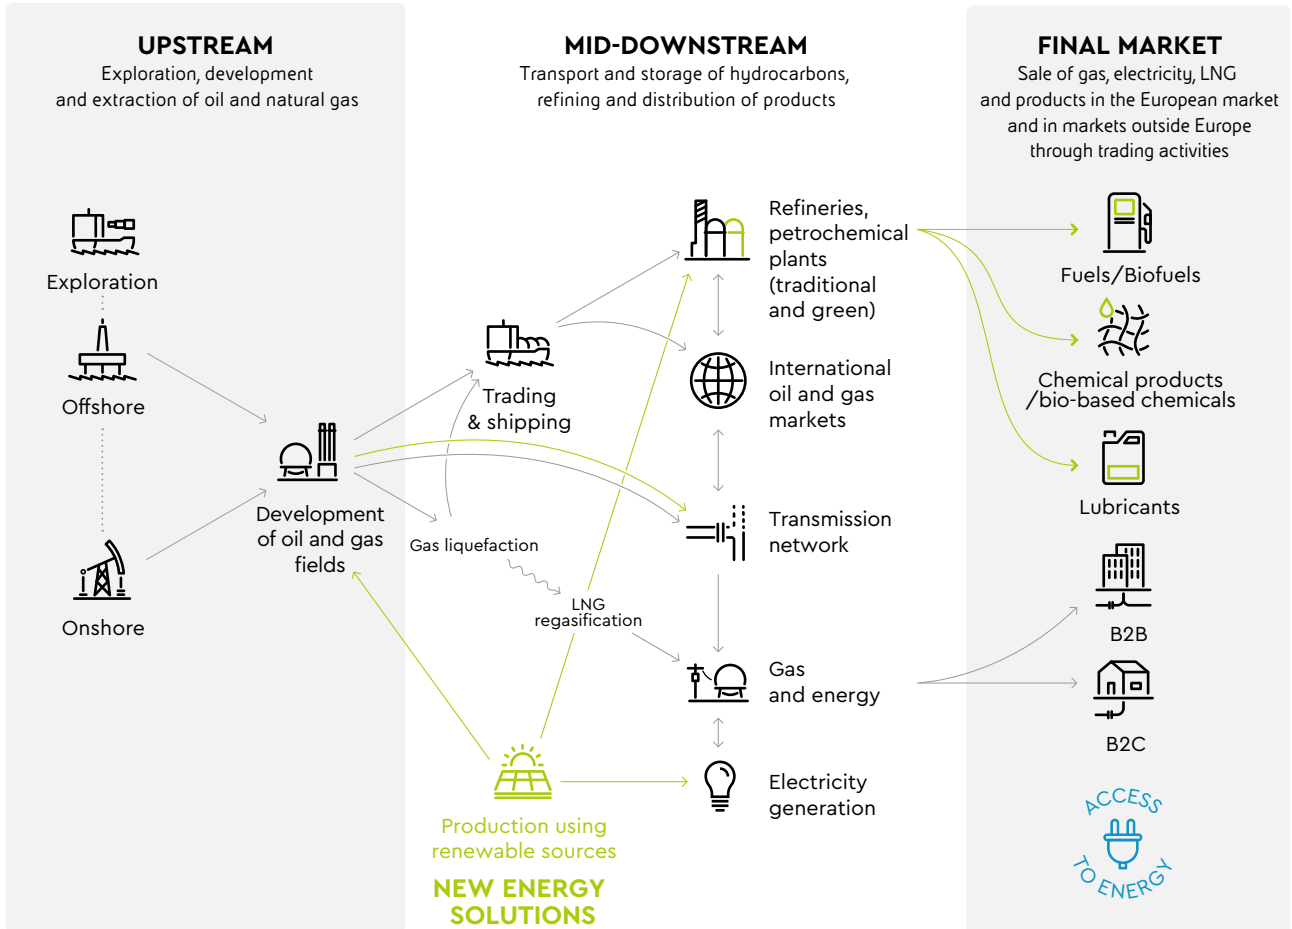 UPSTREAM
Exploration, development
and extraction of oil and natural gas
Exploration
Offshore
Onshore
Development
of oil and gas
fields
MID-DOWNSTREAM
Transport and storage of hydrocarbons,
refining and distribution of products
Trading
& shipping
Gas liquefaction
LNG
regasification
Production using
renewable sources
NEW ENERGY
SOLUTIONS
Refineries,
petrochemical
plants
(traditional
and green)
International
oil and gas
markets
Transmission
network
Gas
and energy
Electricity
generation
FINAL MARKET
Sale of gas, electricity, LNG
and products in the European market
and in markets outside Europe
through trading activities
Fuels/Biofuels
Chemical products
/bio-based chemicals
Lubricants
B2B
B2C
ACCESS
TO ENERGY